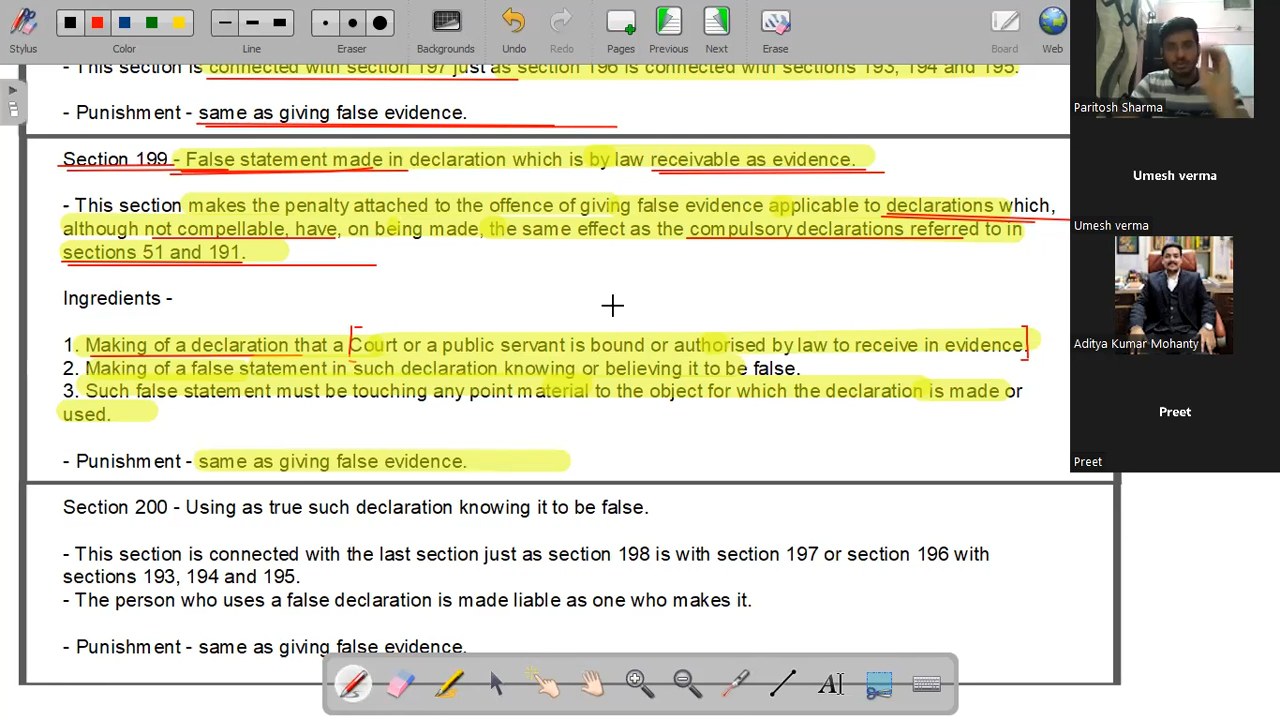 Stylus
Color
Line
Eraser
Backgrounds
Undo
Redo
Pages
Previous
Next
Erase
Board
Web
- This section is connected with section 197 just as section 196 is connected with sections 193, 194 and 195.
- Punishment - same as giving false evidence.
Section 199 - False statement made in declaration which is by law receivable as evidence.
- This section makes the penalty attached to the offence of giving false evidence applicable to declarations which,
although not compellable, have, on being made, the same effect as the compulsory declarations referred to in
sections 51 and 191.
Ingredients -
1. Making of a declaration that a Court or a public servant is bound or authorised by law to receive in evidence.
2. Making of a false statement in such declaration knowing or believing it to be false.
3. Such false statement must be touching any point material to the object for which the declaration is made or
used.
- Punishment - same as giving false evidence.
Section 200 - Using as true such declaration knowing it to be false.
- This section is connected with the last section just as section 198 is with section 197 or section 196 with
sections 193, 194 and 195.
- The person who uses a false declaration is made liable as one who makes it.
- Punishment - same as giving false evidence.
Paritosh Sharma
Umesh verma
Umesh verma
Aditya Kumar Mohanty
Preet
Preet